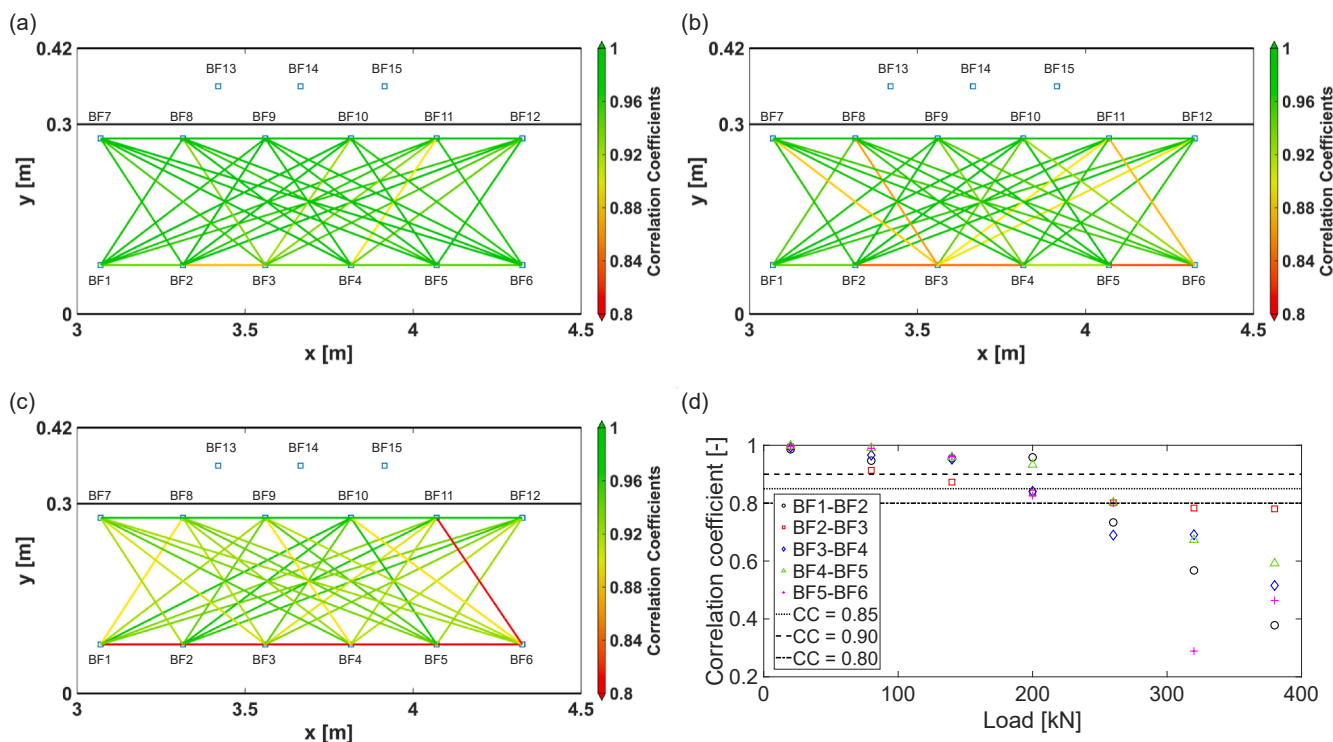 (a)
0.42
BF13 BF14 BF15
BF7 BF8 BF9 BF10 BF11 BF12
0.3
y [m]
BF1 BF2 BF3 BF4 BF5 BF6
0
3 3.5 4 4.5
x [m]
1
0.96
0.92
0.88
0.84
0.8
Correlation Coefficients
(b)
0.42
BF13 BF14 BF15
BF7 BF8 BF9 BF10 BF11 BF12
0.3
y [m]
BF1 BF2 BF3 BF4 BF5 BF6
0
3 3.5 4 4.5
x [m]
1
0.96
0.92
0.88
0.84
0.8
Correlation Coefficients
(c)
0.42
BF13 BF14 BF15
BF7 BF8 BF9 BF10 BF11 BF12
0.3
y [m]
BF1 BF2 BF3 BF4 BF5 BF6
0
3 3.5 4 4.5
x [m]
1
0.96
0.92
0.88
0.84
0.8
Correlation Coefficients
(d)
Correlation coefficient [-]
1
0.8
0.6
0.4
0.2
BF1-BF2
BF2-BF3
BF3-BF4
BF4-BF5
BF5-BF6
CC = 0.85
CC = 0.90
CC = 0.80
0 100 200 300 400
Load [kN]